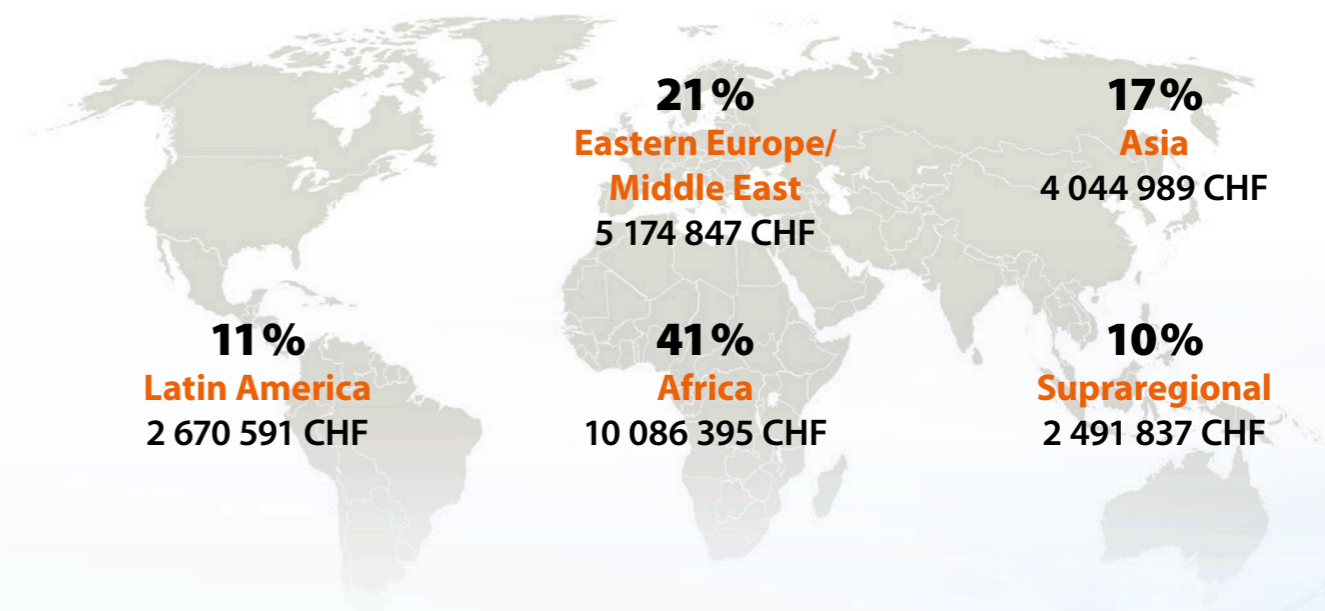 21%
Eastern Europe/
Middle East
5 174 847 CHF
17%
Asia
4 044 989 CHF
11%
Latin America
2 670 591 CHF
41%
Africa
10 086 395 CHF
10%
Supraregional
2 491 837 CHF